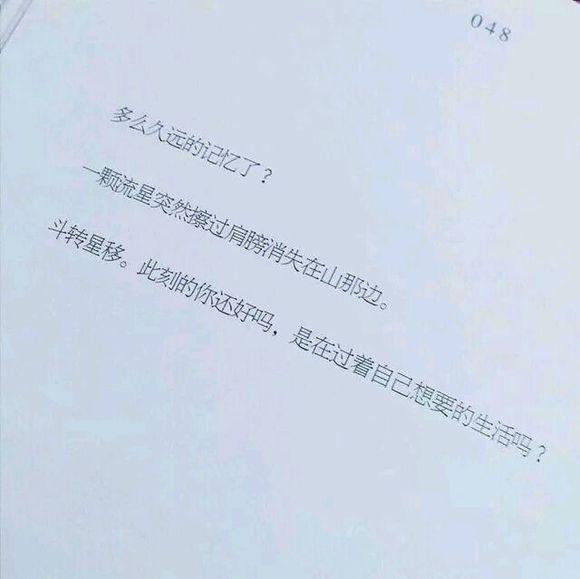 048
多么久远的记忆了？
一颗流星突然擦过肩膀消失在山那边。
斗转星移。此刻的你还好吗，是在过着自己想要的生活吗？